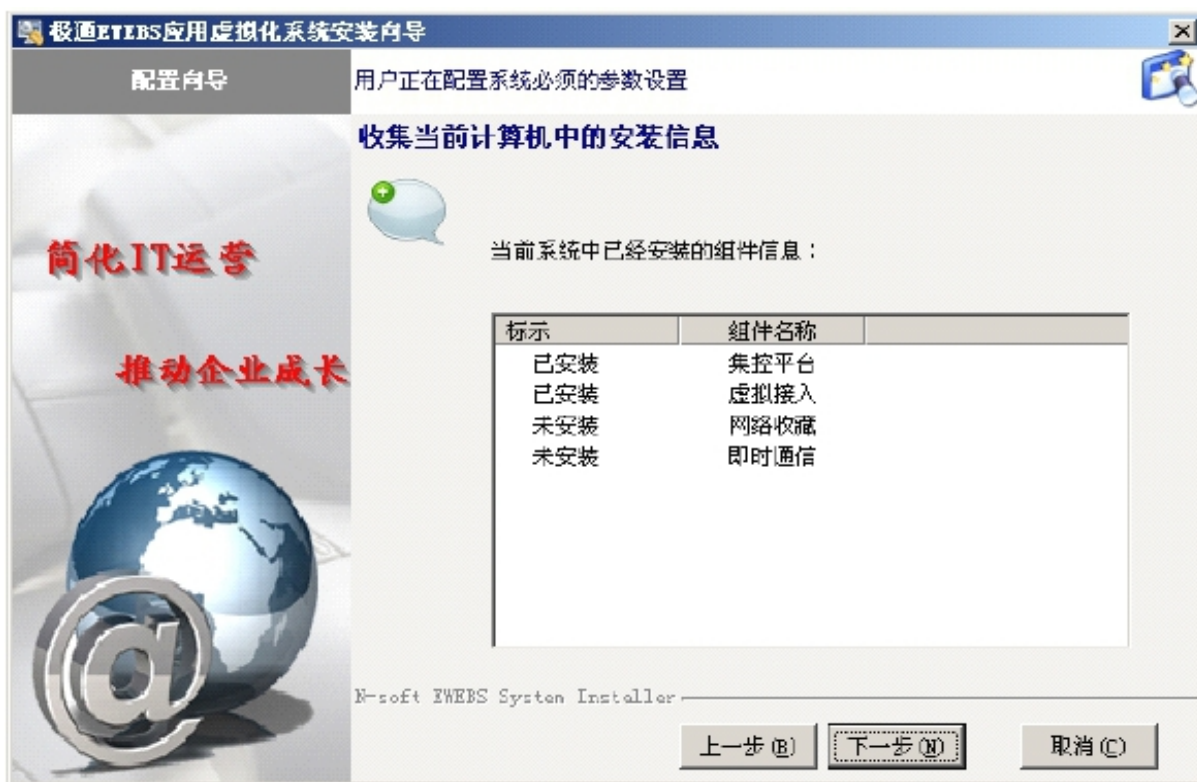 极通EWEBS应用虚拟化系统安装向导
配置向导
用户正在配置系统必须的参数设置
收集当前计算机中的安装信息
简化IT运营
推动企业成长
当前系统中已经安装的组件信息：
标示 组件名称
已安装 集控平台
已安装 虚拟接入
未安装 网络收藏
未安装 即时通信
N-soft EWEBS System Installer
上一步(B) 下一步(N) 取消(C)